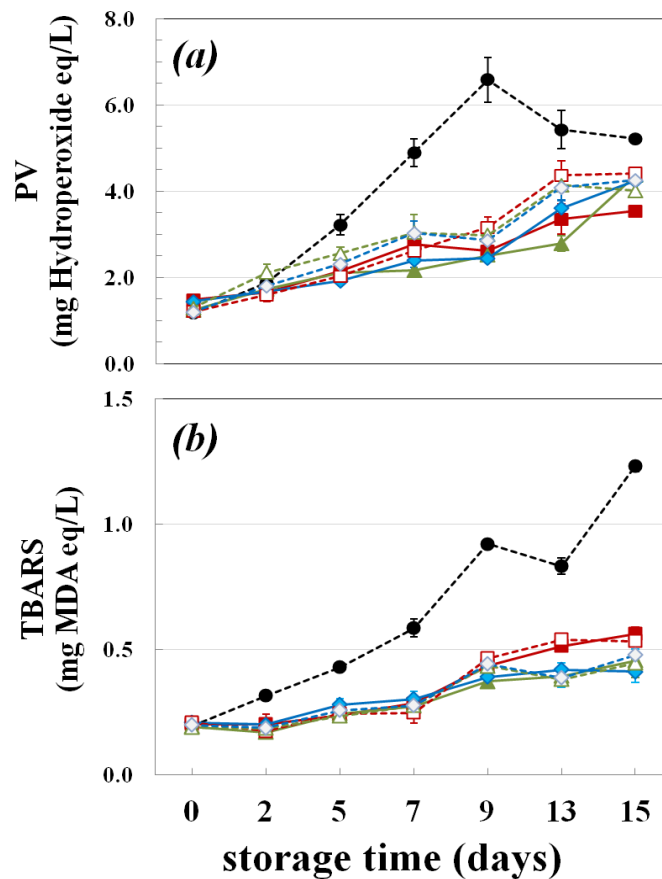 (a)
8.0
6.0
4.0
2.0
0.0
PV
(mg Hydroperoxide eq/L)
(b)
1.5
1.0
0.5
0.0
TBARS
(mg MDA eq/L)
0 2 5 7 9 13 15
storage time (days)